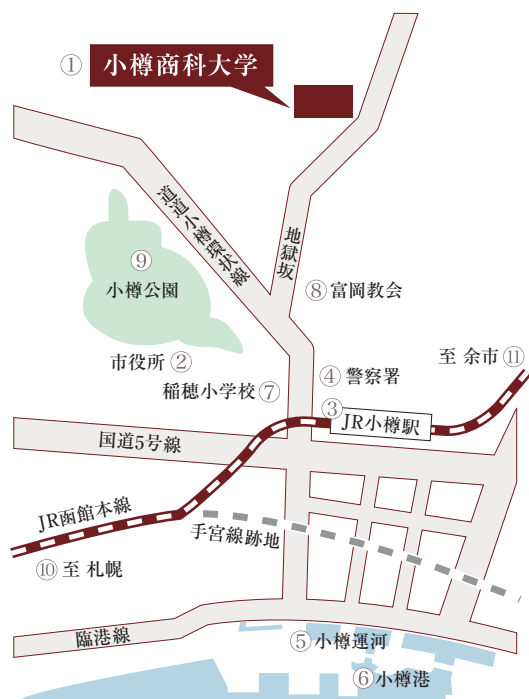 ① 小樽商科大学
道道小樽環状線
地獄坂
⑨
小樽公園
⑧ 富岡教会
市役所 ②
至 余市 ⑪
④ 警察署
稲穂小学校 ⑦
③
JR小樽駅
国道5号線
JR函館本線
手宮線跡地
⑩ 至 札幌
臨港線
⑤ 小樽運河
⑥ 小樽港